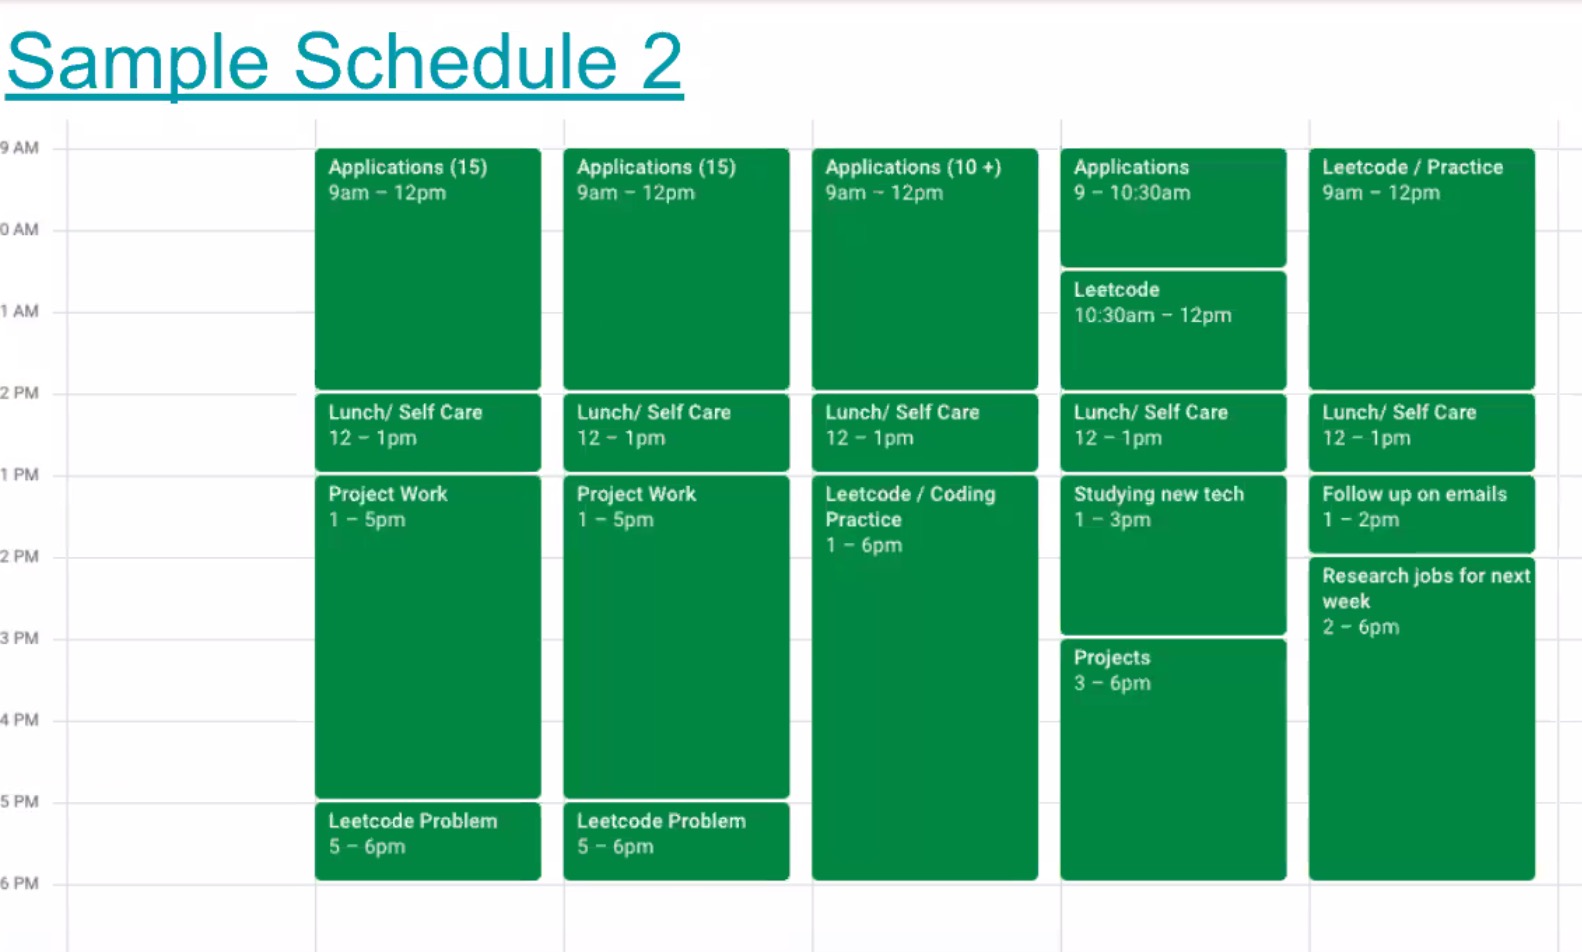 Sample Schedule 2
9 AM
0 AM
1 AM
2 PM
1 PM
2 PM
3 PM
4 PM
5 PM
6 PM
Applications (15)
9am – 12pm
Lunch/ Self Care
12 – 1pm
Project Work
1 – 5pm
Leetcode Problem
5 – 6pm
Applications (15)
9am – 12pm
Lunch/ Self Care
12 – 1pm
Project Work
1 – 5pm
Leetcode Problem
5 – 6pm
Applications (10 +)
9am – 12pm
Lunch/ Self Care
12 – 1pm
Leetcode / Coding
Practice
1 – 6pm
Applications
9 – 10:30am
Leetcode
10:30am – 12pm
Lunch/ Self Care
12 – 1pm
Studying new tech
1 – 3pm
Projects
3 – 6pm
Leetcode / Practice
9am – 12pm
Lunch/ Self Care
12 – 1pm
Follow up on emails
1 – 2pm
Research jobs for next
week
2 – 6pm